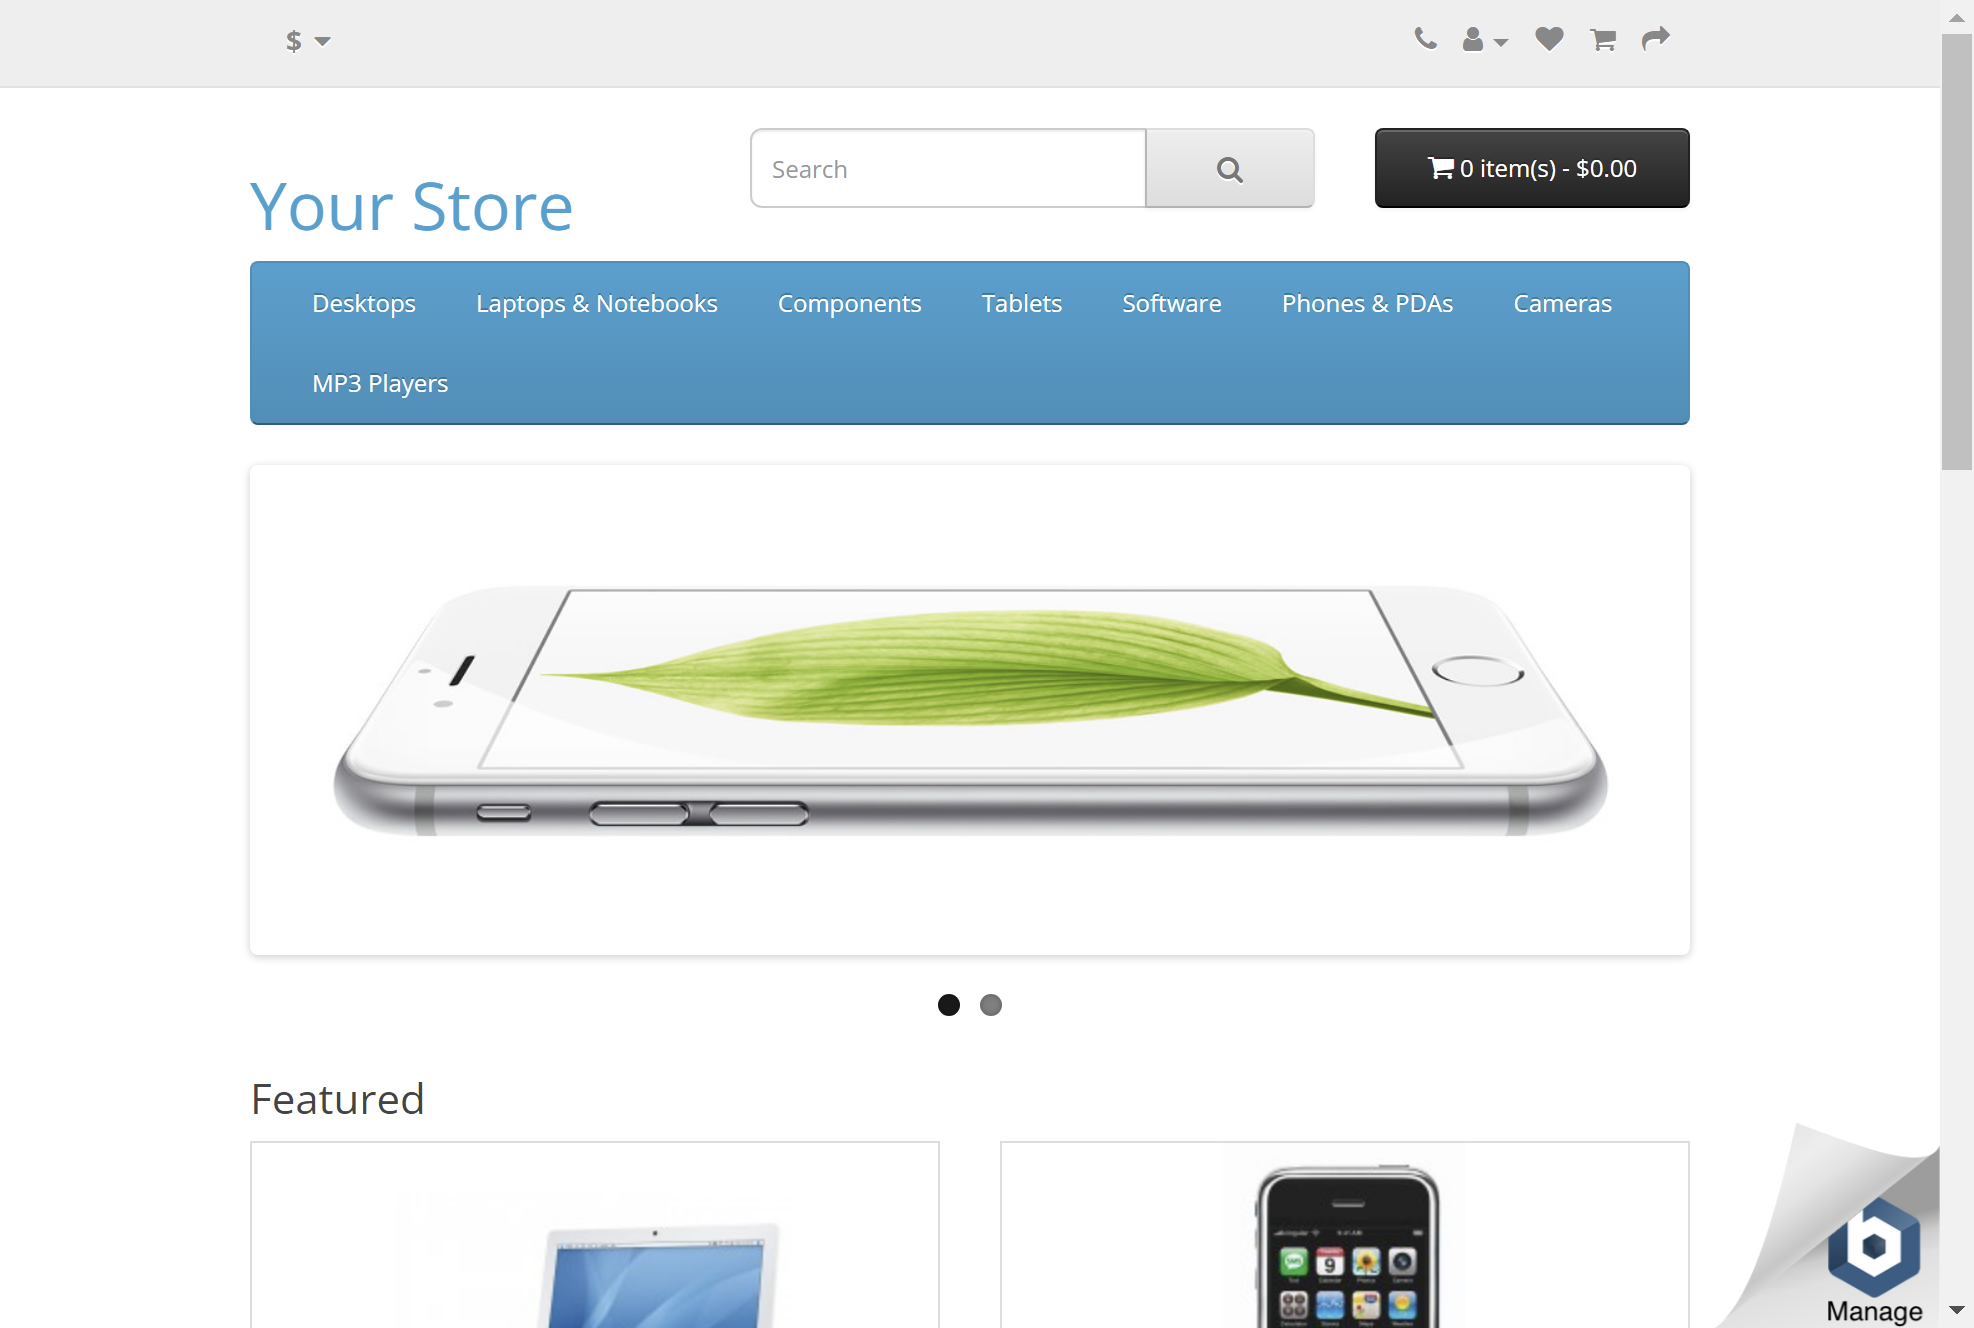 $
Search
0 item(s) - $0.00
Your Store
Desktops Laptops & Notebooks Components Tablets Software Phones & PDAs Cameras
MP3 Players
Featured
9
Manage